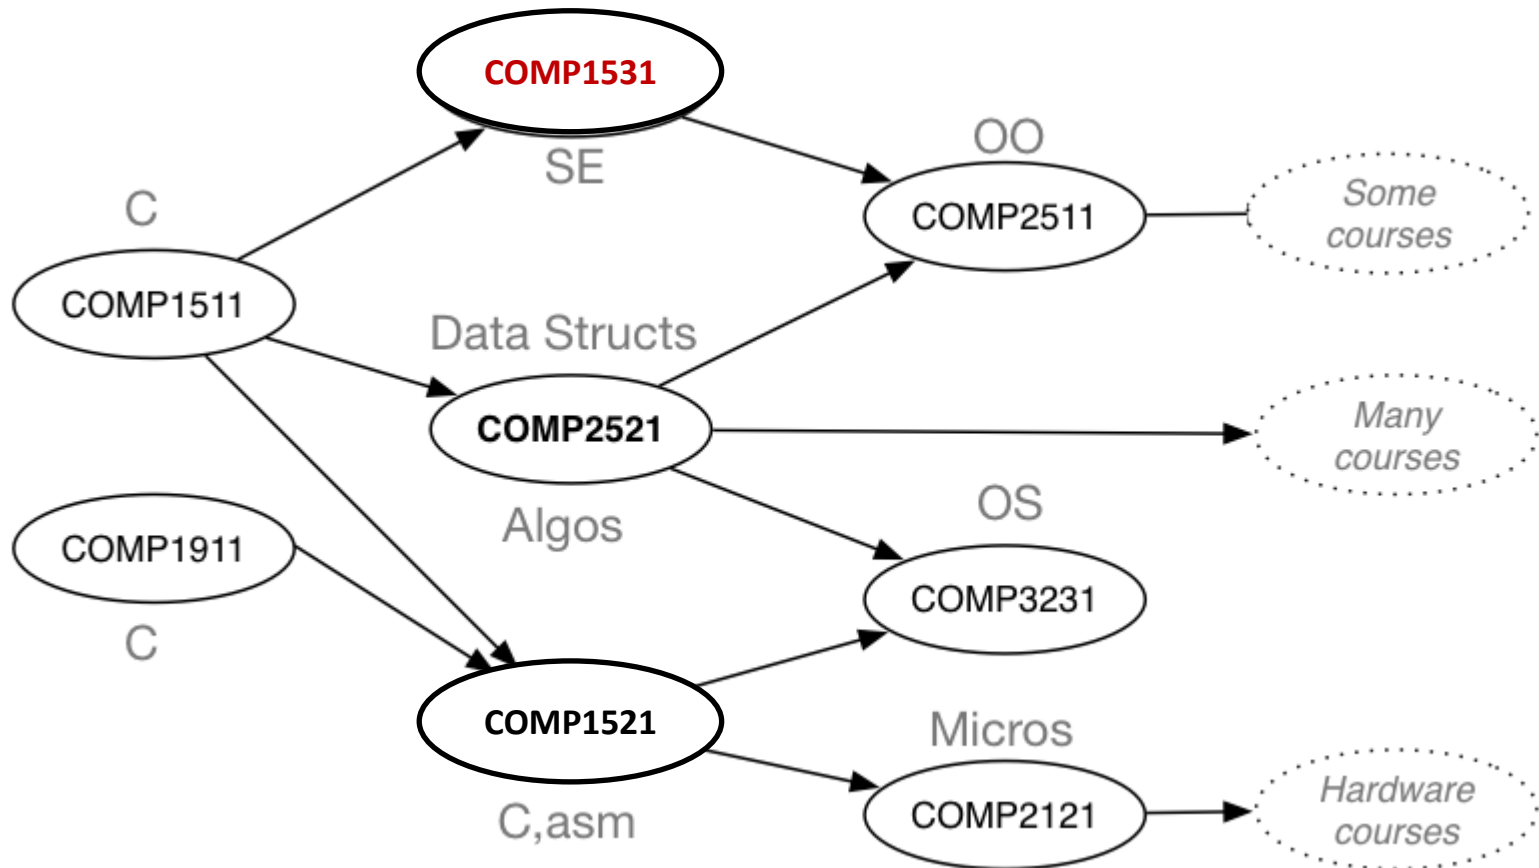 COMP1531
SE
OO
COMP2511
Some
courses
C
COMP1511
Data Structs
COMP2521
Algos
Many
courses
COMP1911
C
OS
COMP3231
COMP1521
C,asm
Micros
COMP2121
Hardware
courses